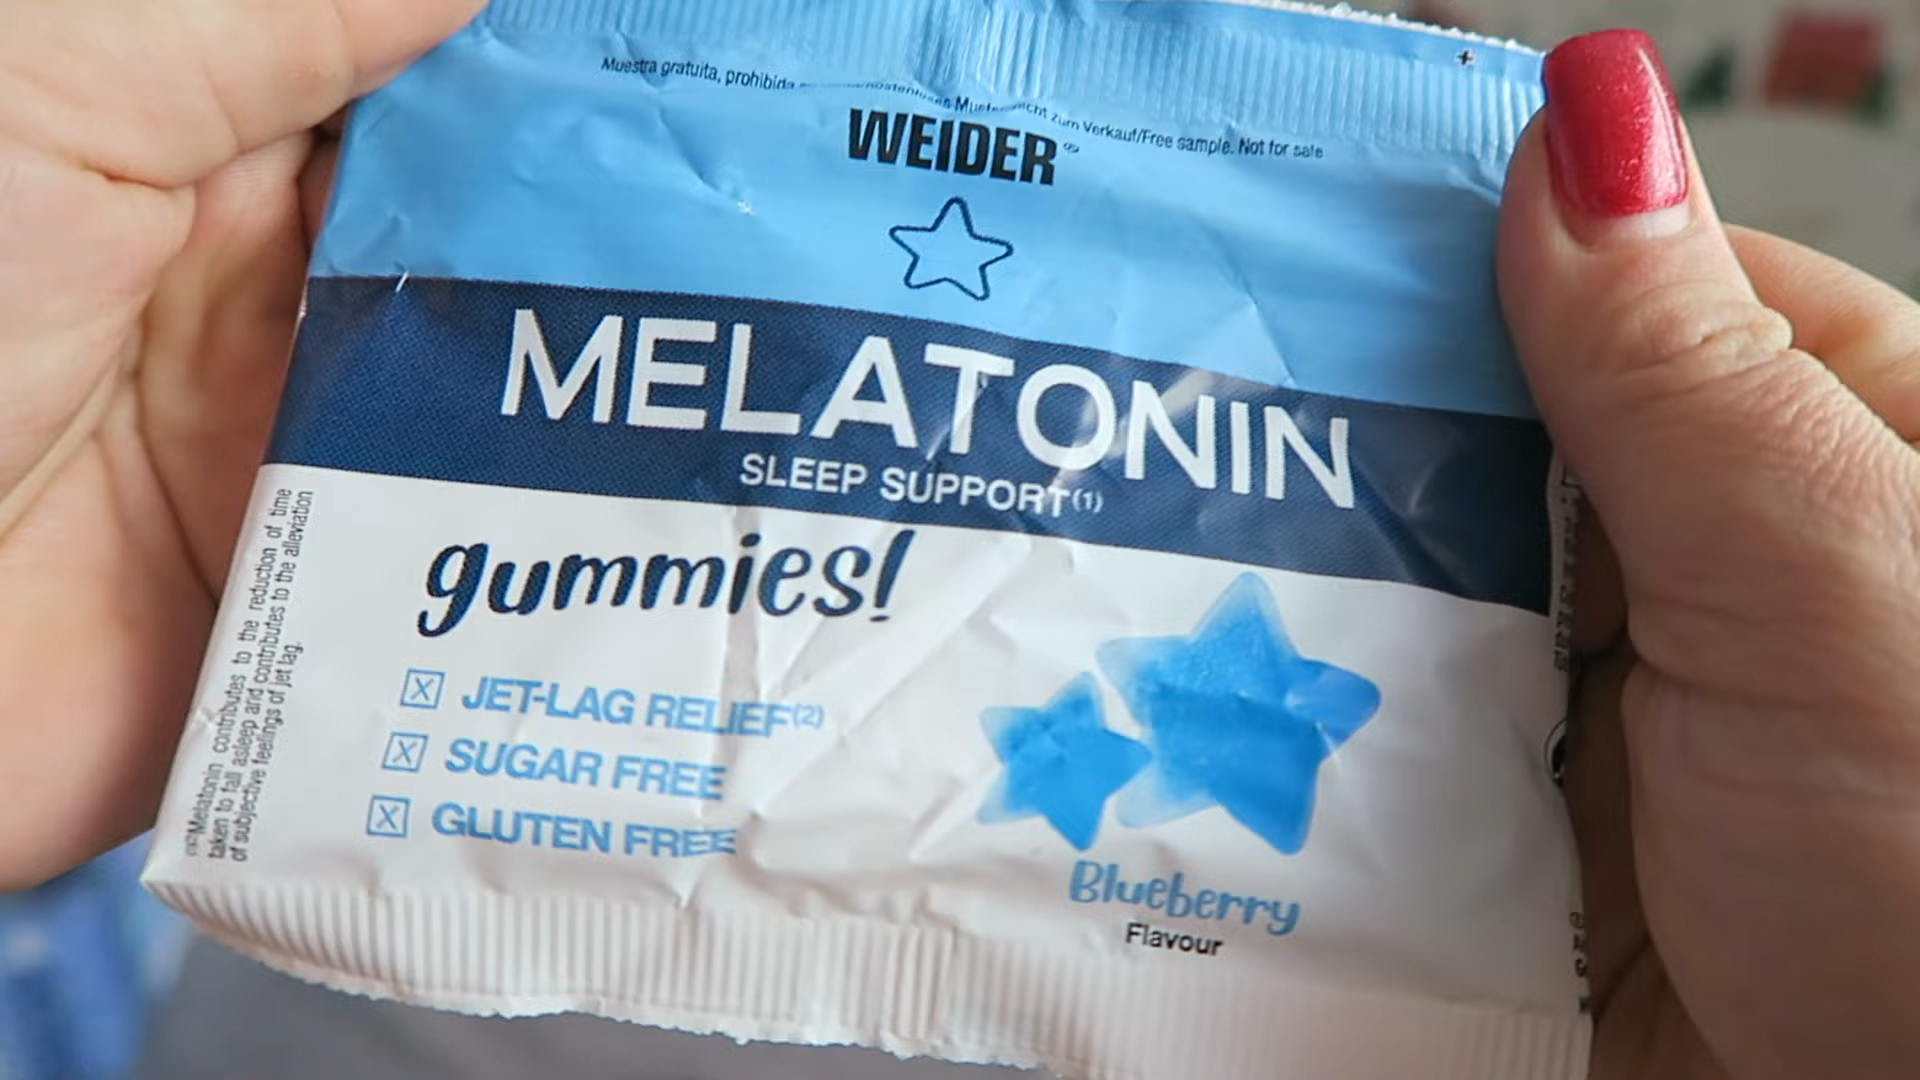 Muestra gratuita, prohibida Muster nicht zum Verkauf/Free sample. Not for sale
WEIDER
MELATONIN
SLEEP SUPPORT(1)
gummies!
JET-LAG RELIEF(2)
SUGAR FREE
GLUTEN FREE
Blueberry
Flavour
Melatonin contributes to the reduction of time
taken to fall asleep and contributes to the alleviation
of subjective feelings of jet lag.